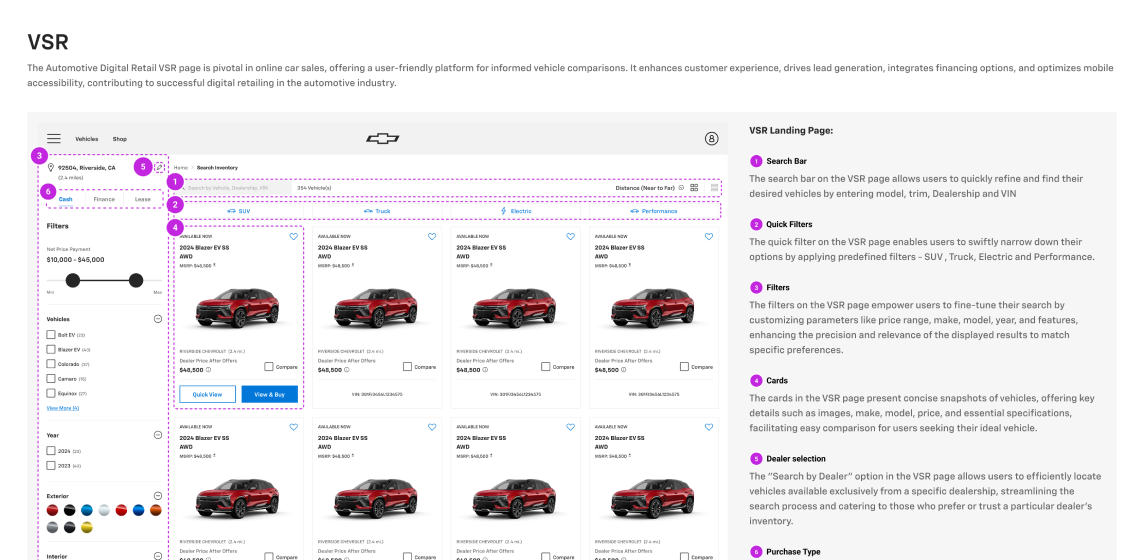 VSR
The Automotive Digital Retail VSR page is pivotal in online car sales, offering a user-friendly platform for informed vehicle comparisons. It enhances customer experience, drives lead generation, integrates financing options, and optimizes mobile
accessibility, contributing to successful digital retailing in the automotive industry.
Vehicles Shop
3
92504, Riverside, CA
(2.4 miles)
5
6
Cash Finance Lease
Filters
Net Price Payment
$10,000 - $45,000
Min Max
Vehicles
Bolt EV (23)
Blazer EV (40)
Colorado (37)
Camaro (15)
Equinox (27)
View More (4)
Year
2024 (23)
2023 (40)
Exterior
Interior
Home > Search Inventory
1
Search by Vehicle, Dealership, VIN
254 Vehicle(s)
Distance (Near to Far)
2
SUV Truck Electric Performance
4
AVAILABLE NOW
2024 Blazer EV SS
AWD
MSRP: $48,500
RIVERSIDE CHEVROLET (2.4 mi.)
Dealer Price After Offers
$48,500
Compare
Quick View View & Buy
AVAILABLE NOW
2024 Blazer EV SS
AWD
MSRP: $48,500
RIVERSIDE CHEVROLET (2.4 mi.)
Dealer Price After Offers
$48,500
Compare
AVAILABLE NOW
2024 Blazer EV SS
AWD
MSRP: $48,500
RIVERSIDE CHEVROLET (2.4 mi.)
Dealer Price After Offers
$48,500
Compare
AVAILABLE NOW
2024 Blazer EV SS
AWD
MSRP: $48,500
RIVERSIDE CHEVROLET (2.4 mi.)
Dealer Price After Offers
$48,500
Compare
AVAILABLE NOW
2024 Blazer EV SS
AWD
MSRP: $48,500
RIVERSIDE CHEVROLET (2.4 mi.)
Dealer Price After Offers
Compare
AVAILABLE NOW
2024 Blazer EV SS
AWD
MSRP: $48,500
RIVERSIDE CHEVROLET (2.4 mi.)
Dealer Price After Offers
Compare
AVAILABLE NOW
2024 Blazer EV SS
AWD
MSRP: $48,500
RIVERSIDE CHEVROLET (2.4 mi.)
Dealer Price After Offers
Compare
AVAILABLE NOW
2024 Blazer EV SS
AWD
MSRP: $48,500
RIVERSIDE CHEVROLET (2.4 mi.)
Dealer Price After Offers
Compare
VSR Landing Page:
1 Search Bar
The search bar on the VSR page allows users to quickly refine and find their
desired vehicles by entering model, trim, Dealership and VIN
2 Quick Filters
The quick filter on the VSR page enables users to swiftly narrow down their
options by applying predefined filters - SUV , Truck, Electric and Performance.
3 Filters
The filters on the VSR page empower users to fine-tune their search by
customizing parameters like price range, make, model, year, and features,
enhancing the precision and relevance of the displayed results to match
specific preferences.
4 Cards
The cards in the VSR page present concise snapshots of vehicles, offering key
details such as images, make, model, price, and essential specifications,
facilitating easy comparison for users seeking their ideal vehicle.
5 Dealer selection
The "Search by Dealer" option in the VSR page allows users to efficiently locate
vehicles available exclusively from a specific dealership, streamlining the
search process and catering to those who prefer or trust a particular dealer's
inventory.
6 Purchase Type